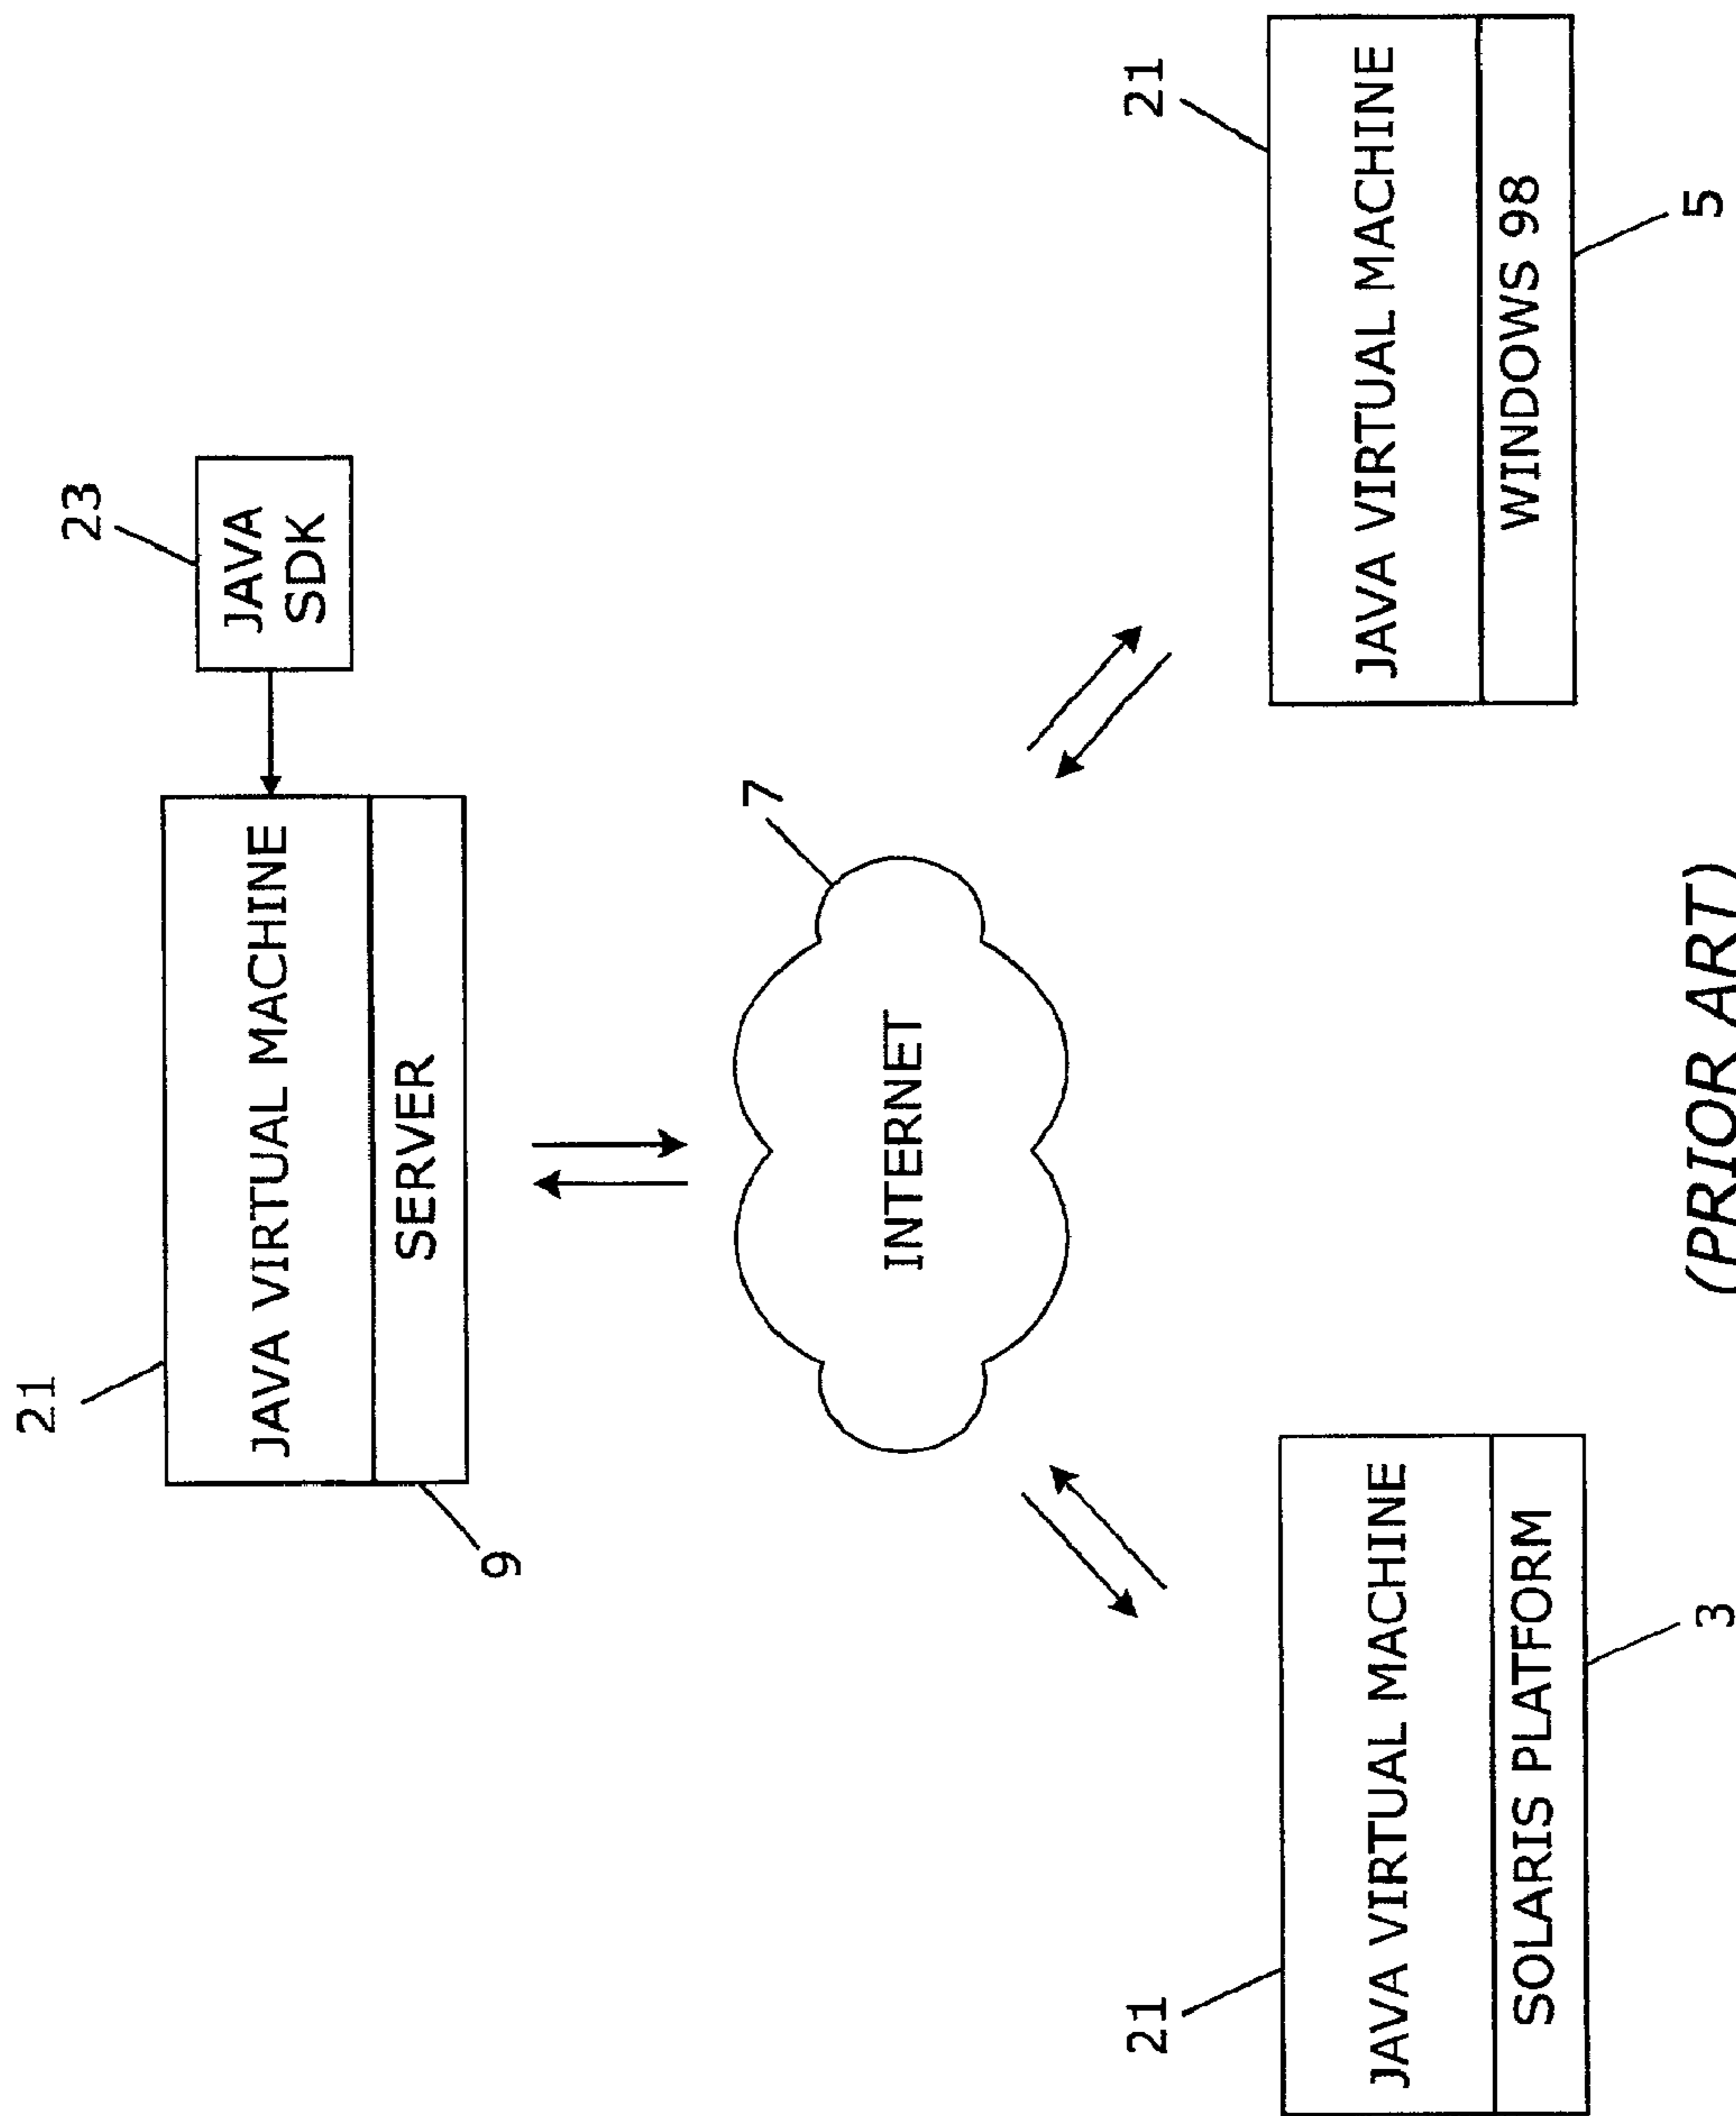 21
JAVA VIRTUAL MACHINE
SERVER
9
23
JAVA
SDK
7
INTERNET
21
JAVA VIRTUAL MACHINE
SOLARIS PLATFORM
3
21
JAVA VIRTUAL MACHINE
WINDOWS 98
5
(PRIOR ART)